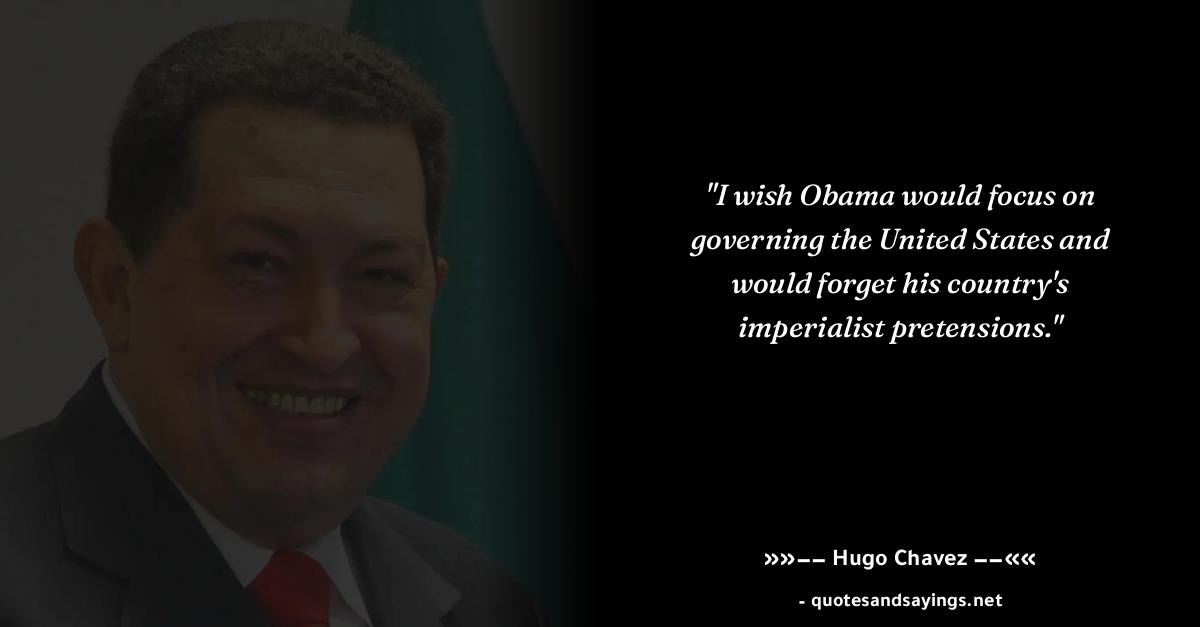 "I wish Obama would focus on
governing the United States and
would forget his country's
imperialist pretensions."
»»–– Hugo Chavez ––««
- quotesandsayings.net